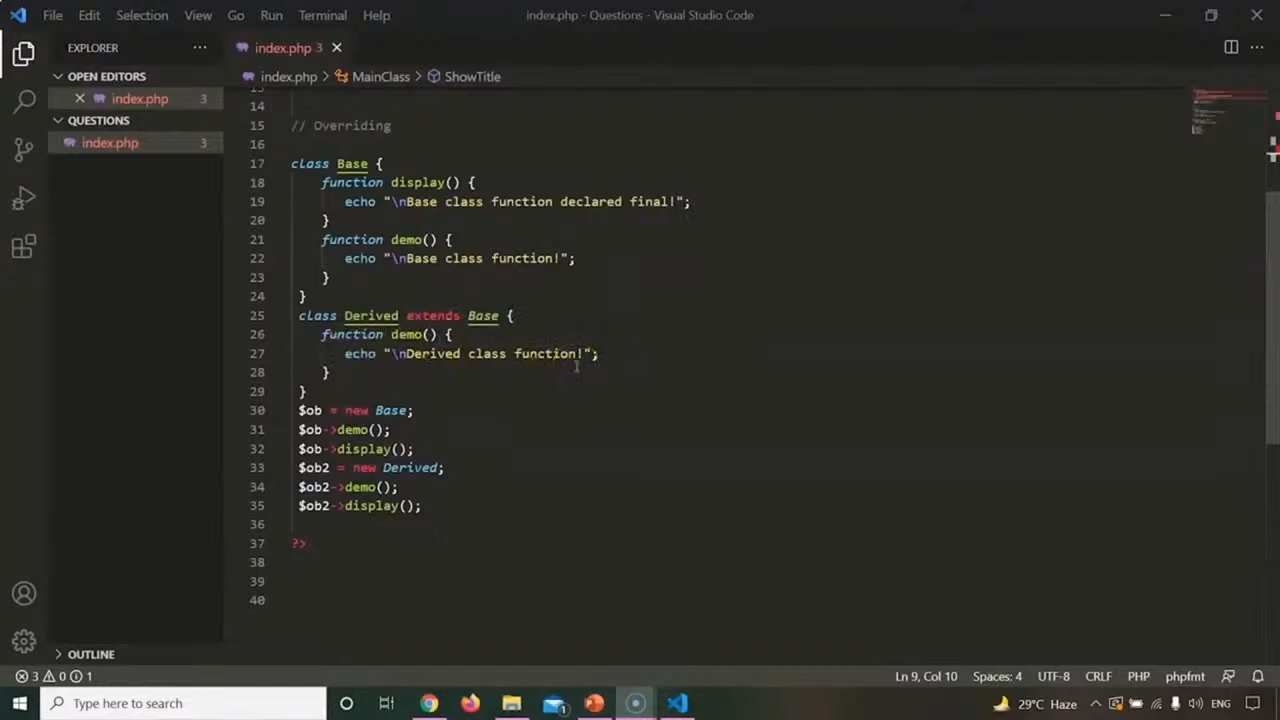 File Edit Selection View Go Run Terminal Help index.php - Questions - Visual Studio Code
EXPLORER ··· index.php 3
OPEN EDITORS index.php > MainClass > ShowTitle
index.php 3
QUESTIONS
index.php 3
13
14
15 // Overriding
16
17 class Base {
18 function display() {
19 echo "\nBase class function declared final!";
20 }
21 function demo() {
22 echo "\nBase class function!";
23 }
24 }
25 class Derived extends Base {
26 function demo() {
27 echo "\nDerived class function!";
28 }
29 }
30 $ob = new Base;
31 $ob->demo();
32 $ob->display();
33 $ob2 = new Derived;
34 $ob2->demo();
35 $ob2->display();
36
37 ?>
38
39
40
OUTLINE
3 0 1 Ln 9, Col 10 Spaces: 4 UTF-8 CRLF PHP phpfmt
Type here to search 1 29°C Haze ENG